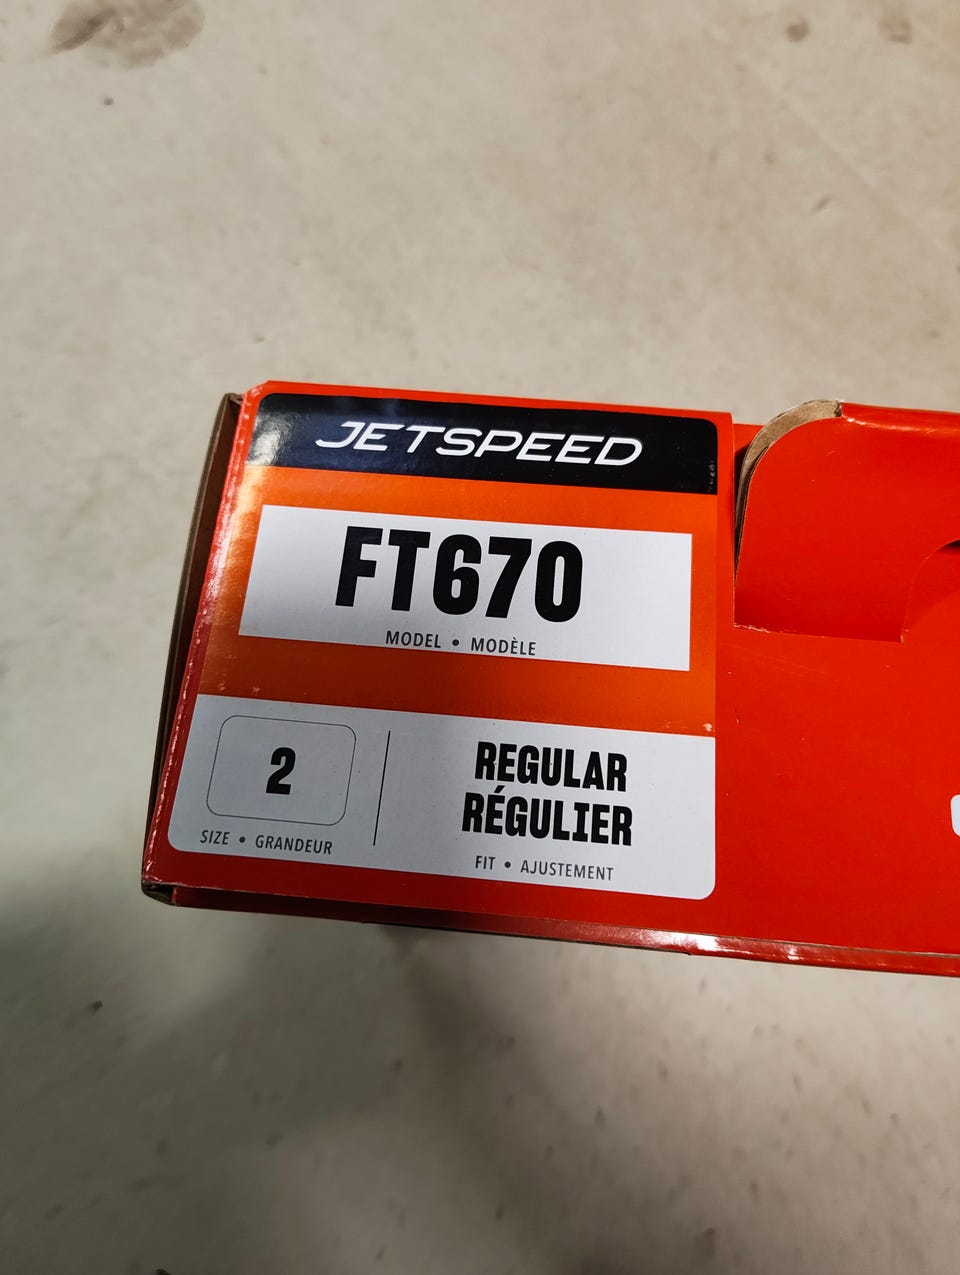 JETSPEED
FT670
MODEL • MODÈLE
2
SIZE • GRANDEUR
REGULAR
RÉGULIER
FIT • AJUSTEMENT